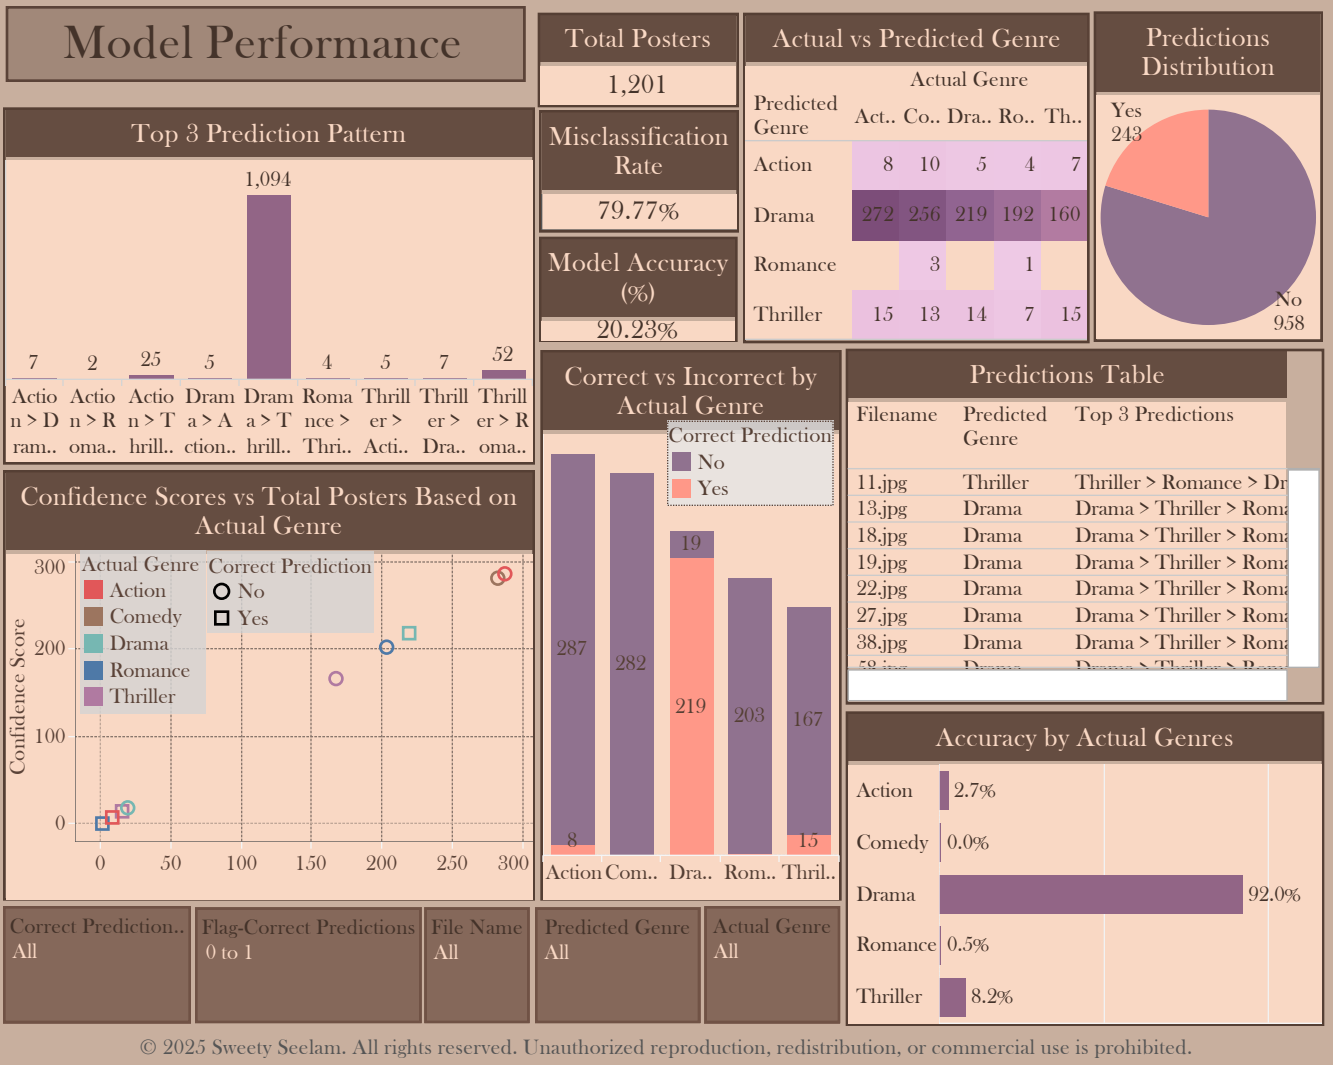 Model Performance
Total Posters
1,201
Misclassification
Rate
79.77%
Model Accuracy
(%)
20.23%
Actual vs Predicted Genre
Actual Genre
Predicted
Genre
Act.. Co.. Dra.. Ro.. Th..
Action 8 10 5 4 7
Drama 272 256 219 192 160
Romance 3 1
Thriller 15 13 14 7 15
Predictions
Distribution
Yes
243
No
958
Top 3 Prediction Pattern
7 2 25 5 1,094 4 5 7 52
Actio Actio Actio Dram Dram Roma Thrill Thrill Thrill
n > D n > R n > T a > A a > T nce > er > er > er > R
ram.. oma.. hrill.. ction.. hrill.. Thri.. Acti.. Dra.. oma..
Confidence Scores vs Total Posters Based on
Actual Genre
Actual Genre
Action
Comedy
Drama
Romance
Thriller
Correct Prediction
No
Yes
Confidence Score
300
200
100
0
0 50 100 150 200 250 300
Correct vs Incorrect by
Actual Genre
Correct Prediction
No
Yes
287
8
282
19
219
203
167
15
Action Com.. Dra.. Rom.. Thril..
Predictions Table
Filename Predicted Top 3 Predictions
Genre
11.jpg Thriller Thriller > Romance > Dr
13.jpg Drama Drama > Thriller > Roma
18.jpg Drama Drama > Thriller > Roma
19.jpg Drama Drama > Thriller > Roma
22.jpg Drama Drama > Thriller > Roma
27.jpg Drama Drama > Thriller > Roma
38.jpg Drama Drama > Thriller > Roma
58.jpg Drama Drama > Thriller > Roma
Accuracy by Actual Genres
Action 2.7%
Comedy 0.0%
Drama 92.0%
Romance 0.5%
Thriller 8.2%
Correct Prediction..
All
Flag-Correct Predictions
0 to 1
File Name
All
Predicted Genre
All
Actual Genre
All
© 2025 Sweety Seelam. All rights reserved. Unauthorized reproduction, redistribution, or commercial use is prohibited.